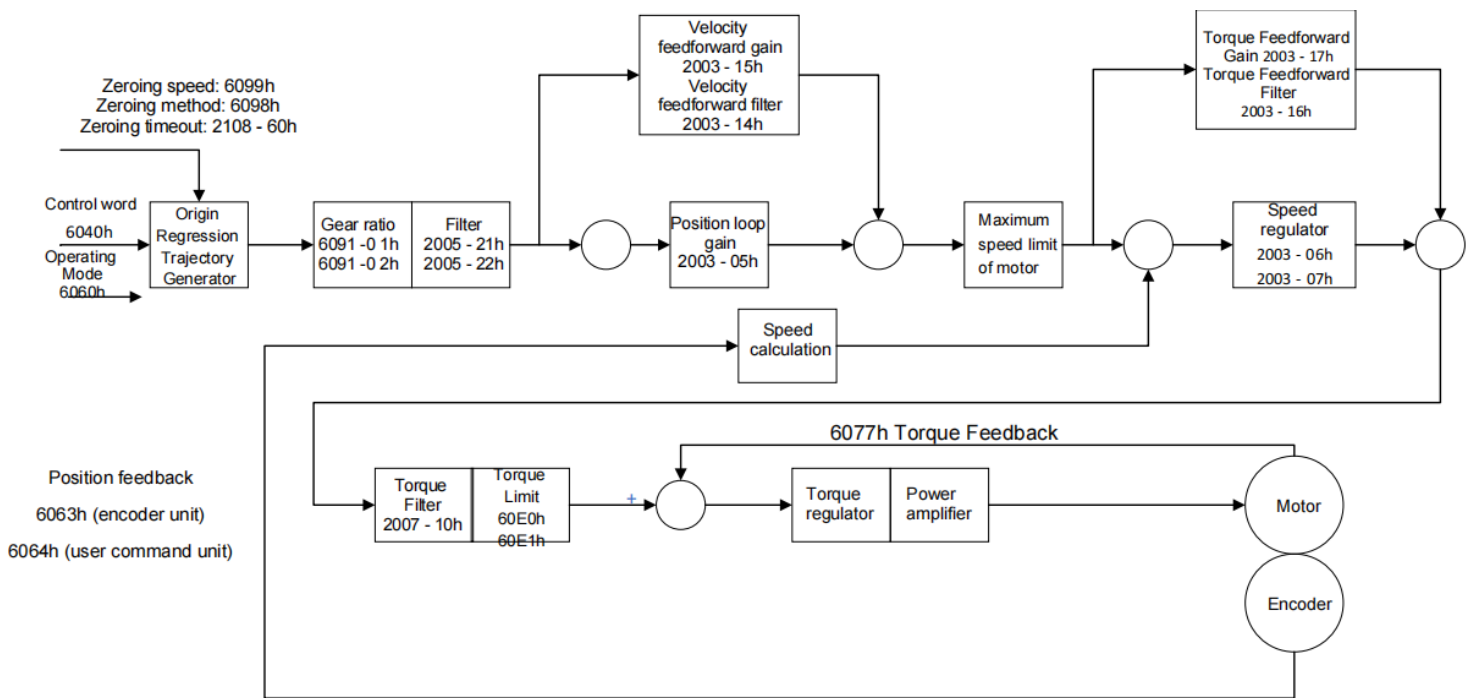 Zeroing speed: 6099h
Zeroing method: 6098h
Zeroing timeout: 2108 - 60h
Control word
6040h
Operating
Mode
6060h
Origin
Regression
Trajectory
Generator
Gear ratio
6091 -0 1h
6091 -0 2h
Filter
2005 - 21h
2005 - 22h
Velocity
feedforward gain
2003 - 15h
Velocity
feedforward filter
2003 - 14h
Position loop
gain
2003 - 05h
Maximum
speed limit
of motor
Torque Feedforward
Gain 2003 - 17h
Torque Feedforward
Filter
2003 - 16h
Speed
regulator
2003 - 06h
2003 - 07h
Speed
calculation
6077h Torque Feedback
Position feedback
6063h (encoder unit)
6064h (user command unit)
Torque
Filter
2007 - 10h
Torque
Limit
60E0h
60E1h
+
Torque
regulator
Power
amplifier
Motor
Encoder